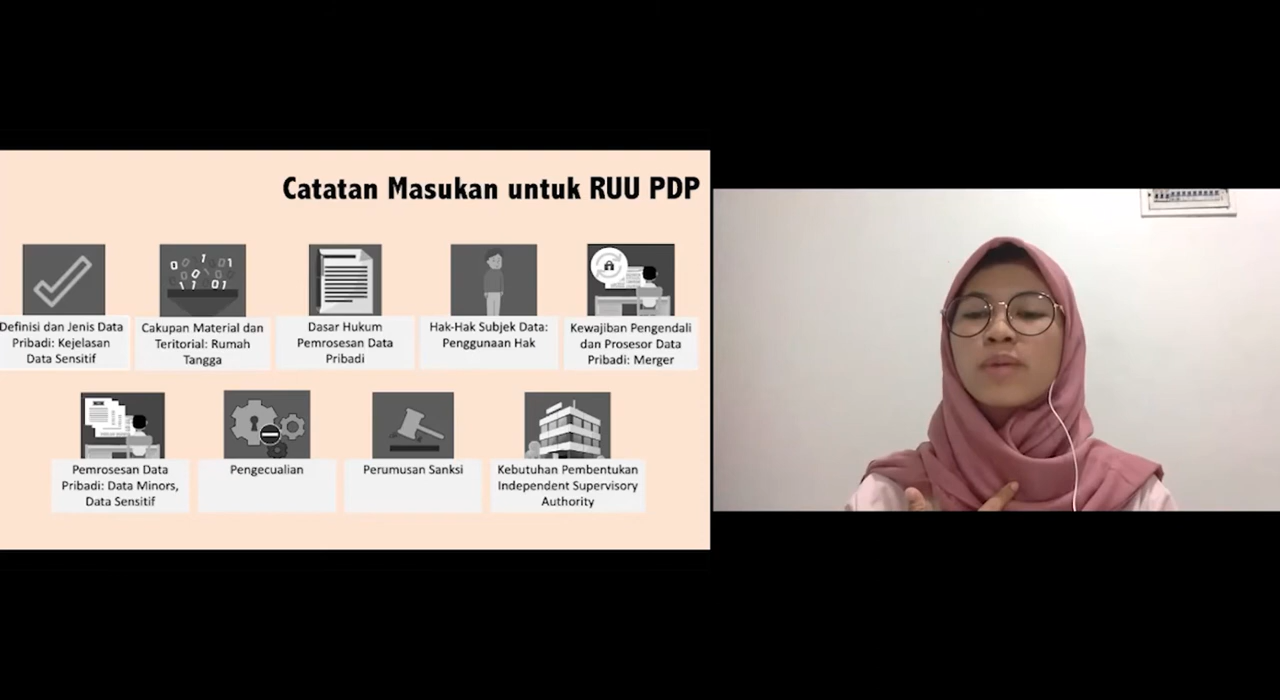 Catatan Masukan untuk RUU PDP
Definisi dan Jenis Data
Pribadi: Kejelasan
Data Sensitif
Cakupan Material dan
Teritorial: Rumah
Tangga
Dasar Hukum
Pemrosesan Data
Pribadi
Hak-Hak Subjek Data:
Penggunaan Hak
Kewajiban Pengendali
dan Prosesor Data
Pribadi: Merger
Pemrosesan Data
Pribadi: Data Minors,
Data Sensitif
Pengecualian
Perumusan Sanksi
Kebutuhan Pembentukan
Independent Supervisory
Authority